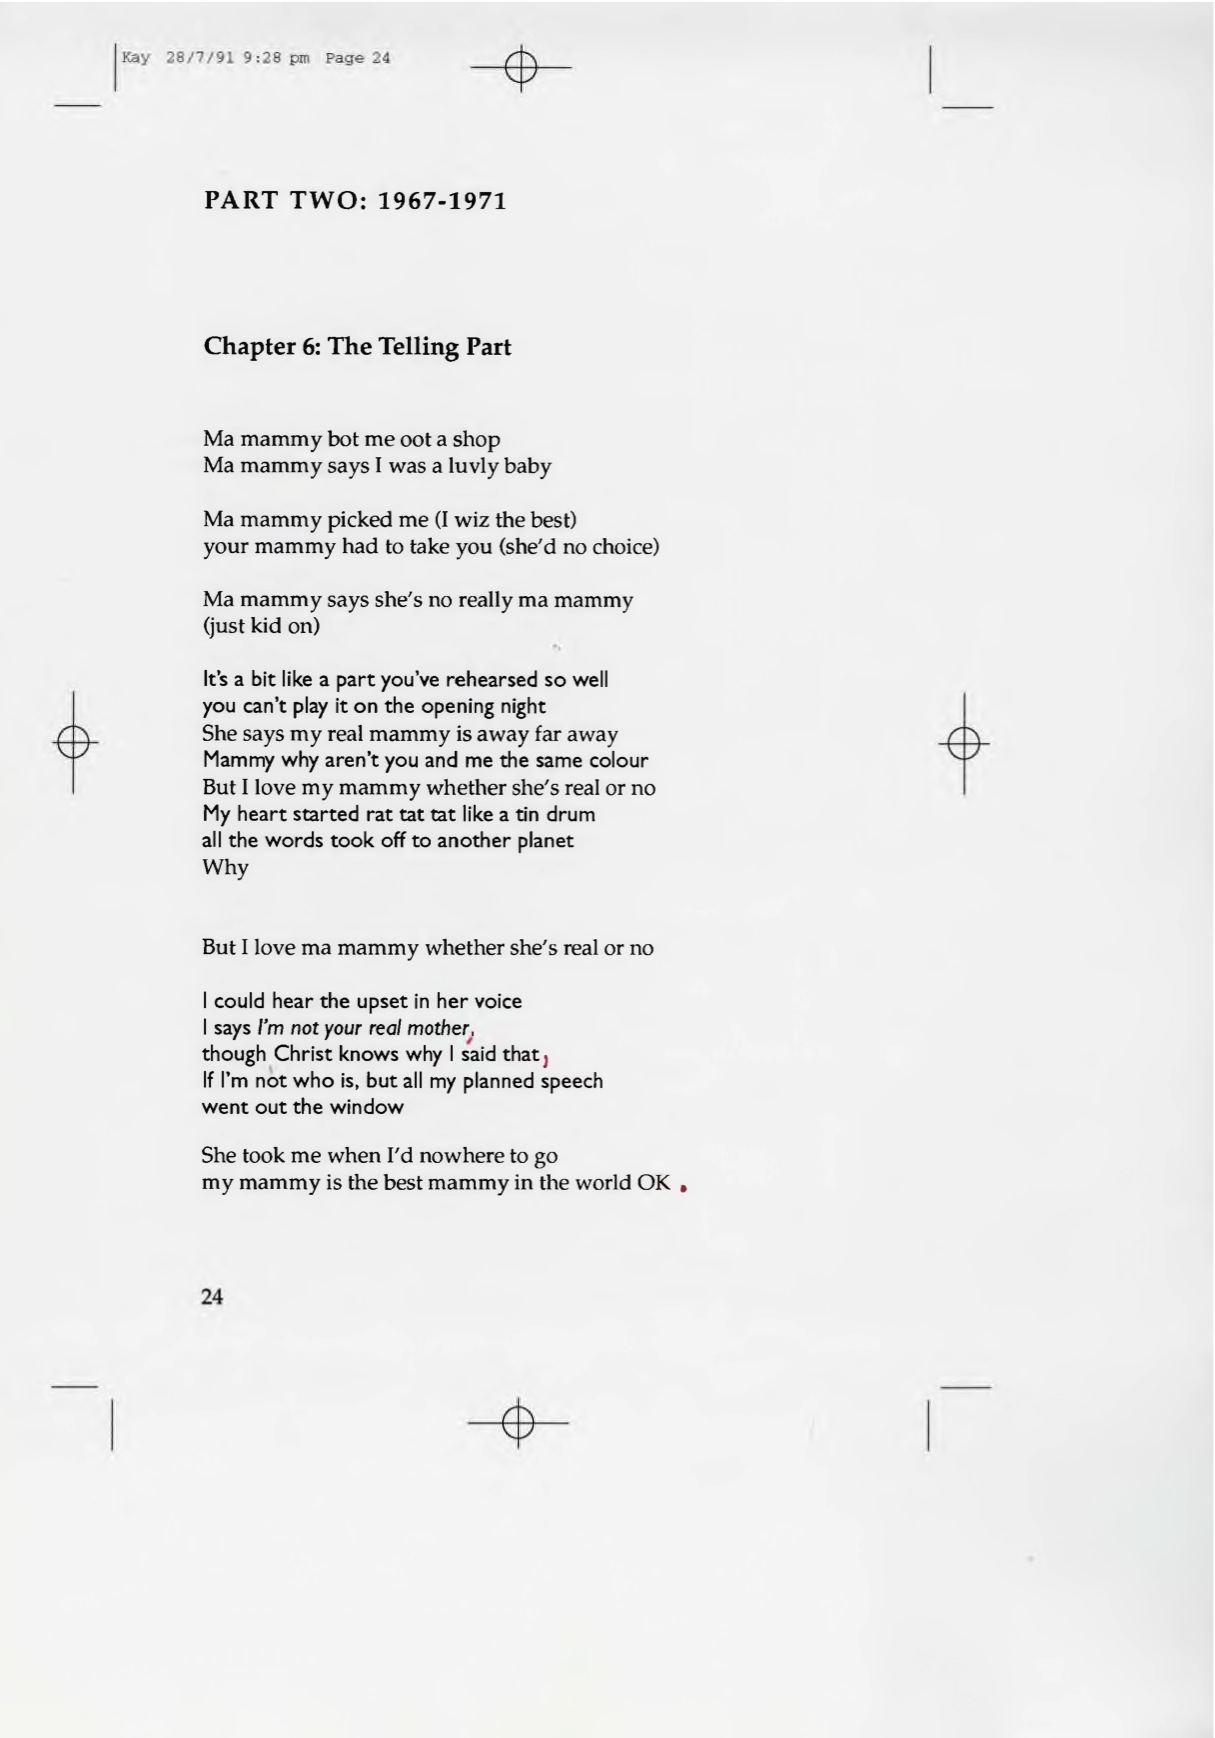 Kay 28/7/91 9:28 pm Page 24
PART TWO: 1967-1971
Chapter 6: The Telling Part
Ma mammy bot me oot a shop
Ma mammy says I was a luvly baby
Ma mammy picked me (I wiz the best)
your mammy had to take you (she'd no choice)
Ma mammy says she's no really ma mammy
(just kid on)
It's a bit like a part you've rehearsed so well
you can't play it on the opening night
She says my real mammy is away far away
Mammy why aren't you and me the same colour
But I love my mammy whether she's real or no
My heart started rat tat tat like a tin drum
all the words took off to another planet
Why
But I love ma mammy whether she's real or no
I could hear the upset in her voice
I says I'm not your real mother,
though Christ knows why I said that,
If I'm not who is, but all my planned speech
went out the window
She took me when I'd nowhere to go
my mammy is the best mammy in the world OK.
24